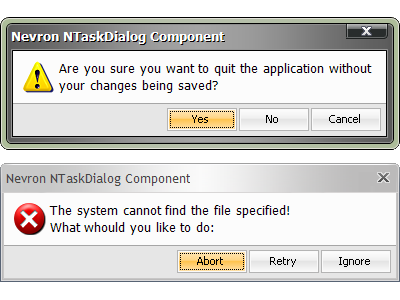 Nevron NTaskDialog Component
Are you sure you want to quit the application without
your changes being saved?
Yes No Cancel
Nevron NTaskDialog Component
The system cannot find the file specified!
What whould you like to do:
Abort Retry Ignore